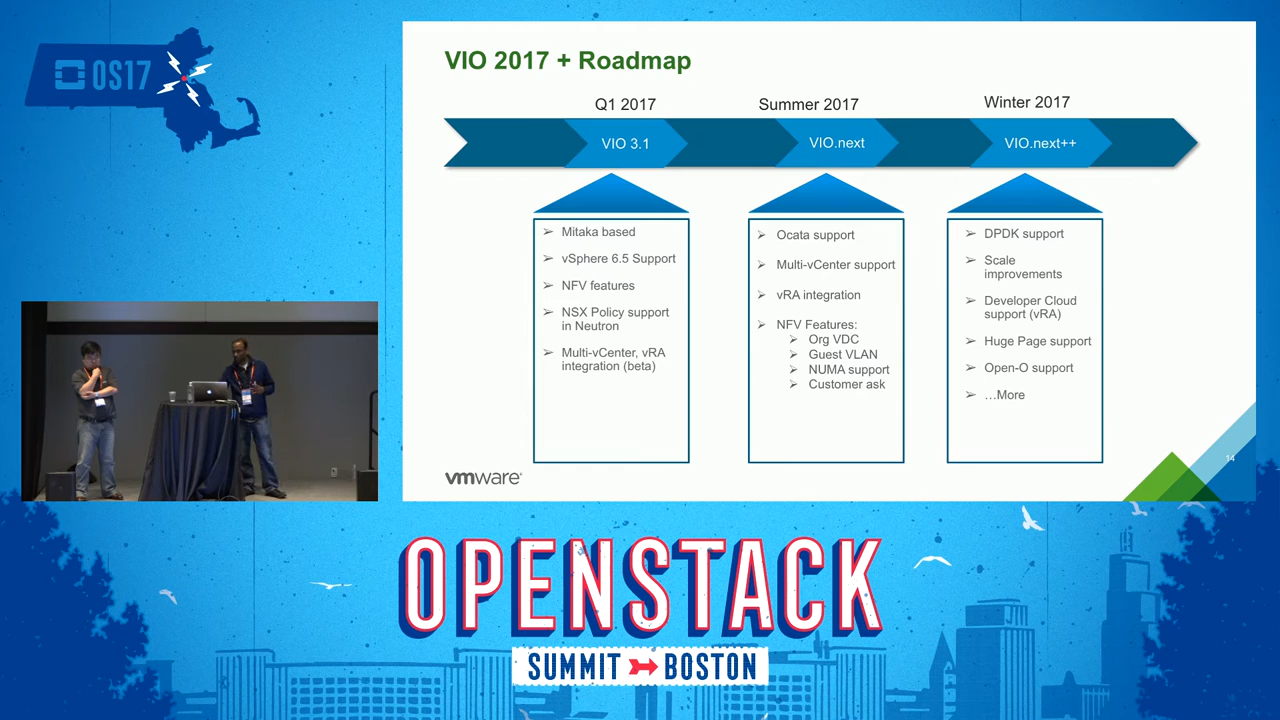 OS17
VIO 2017 + Roadmap
Q1 2017
Summer 2017
Winter 2017
VIO 3.1
VIO.next
VIO.next++
➢ Mitaka based
➢ vSphere 6.5 Support
➢ NFV features
➢ NSX Policy support
in Neutron
➢ Multi-vCenter, vRA
integration (beta)
➢ Ocata support
➢ Multi-vCenter support
➢ vRA integration
➢ NFV Features:
➢ Org VDC
➢ Guest VLAN
➢ NUMA support
➢ Customer ask
➢ DPDK support
➢ Scale
improvements
➢ Developer Cloud
support (vRA)
➢ Huge Page support
➢ Open-O support
➢ …More
vmware®
14
OPENSTACK
SUMMIT BOSTON